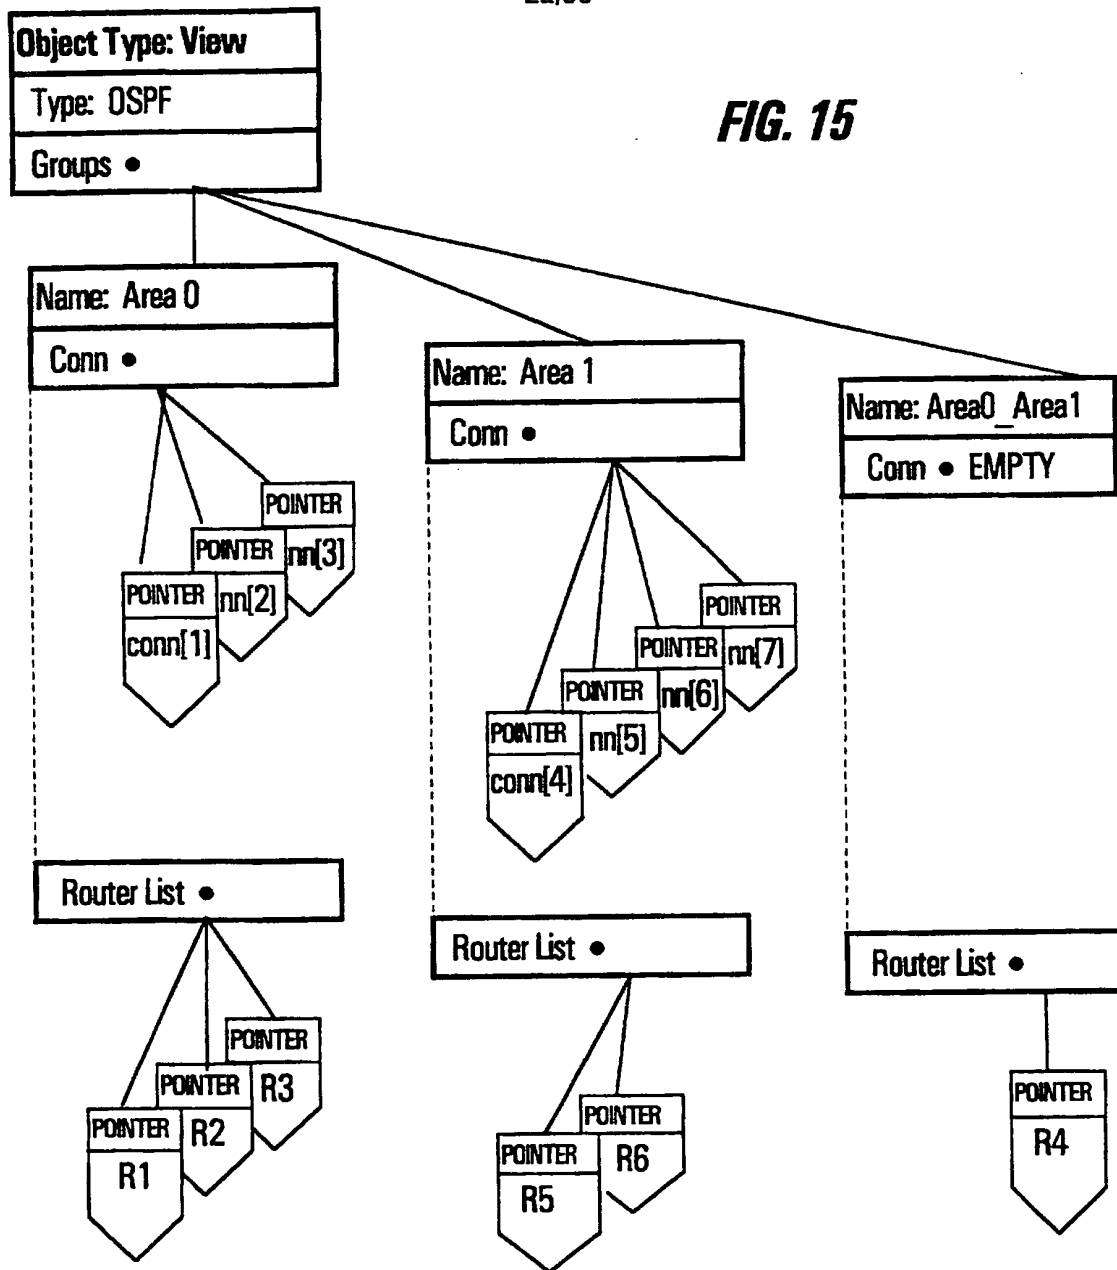 FIG. 15
Object Type: View
Type: OSPF
Groups •
Name: Area 0
Conn •
POINTER
conn[1]
POINTER
nn[2]
POINTER
nn[3]
Router List •
POINTER
R1
POINTER
R2
POINTER
R3
Name: Area 1
Conn •
POINTER
conn[4]
POINTER
nn[5]
POINTER
nn[6]
POINTER
nn[7]
Router List •
POINTER
R5
POINTER
R6
Name: Area0_Area1
Conn • EMPTY
Router List •
POINTER
R4